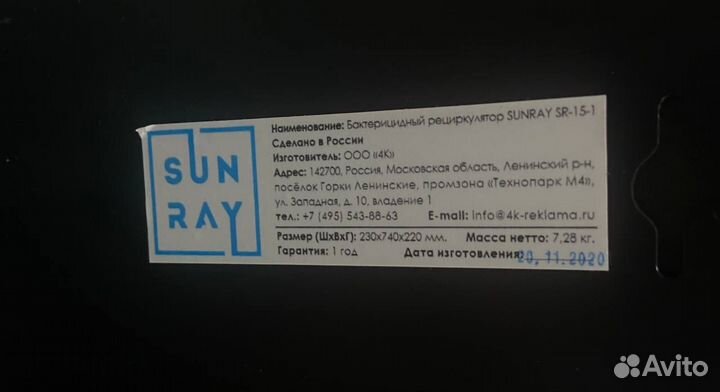 SUN
RAY
Наименование: Бактерицидный рециркулятор SUNRAY SR-15-1
Сделано в России
Изготовитель: ООО «4К»
Адрес: 142700, Россия, Московская область, Ленинский р-н,
посёлок Горки Ленинские, промзона «Технопарк М4»,
ул. Западная, д. 10, владение 1
тел.: +7 (495) 543-88-63 E-mail: info@4k-reklama.ru
Размер (ШхВхГ): 230х740х220 мм. Масса нетто: 7,28 кг.
Гарантия: 1 год Дата изготовления: 20, 11. 2020
Avito